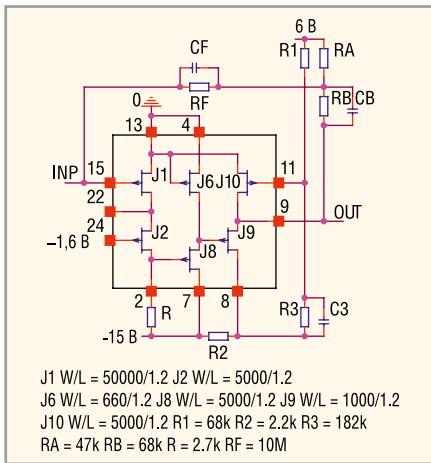 6 В
CF
R1
RA
RF
RB
CB
0
13
4
INP
15
J1
J6
J10
11
22
9
OUT
24
J2
J9
-1,6 В
J8
2
7
8
R
R3
C3
-15 В
R2
J1 W/L = 50000/1.2 J2 W/L = 5000/1.2
J6 W/L = 660/1.2 J8 W/L = 5000/1.2 J9 W/L = 1000/1.2
J10 W/L = 5000/1.2 R1 = 68k R2 = 2.2k R3 = 182k
RA = 47k RB = 68k R = 2.7k RF = 10M